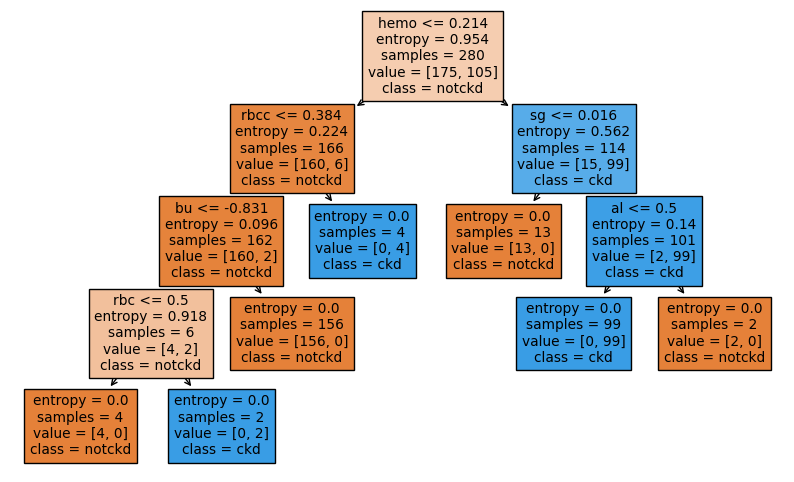 hemo <= 0.214
entropy = 0.954
samples = 280
value = [175, 105]
class = notckd
rbcc <= 0.384
entropy = 0.224
samples = 166
value = [160, 6]
class = notckd
sg <= 0.016
entropy = 0.562
samples = 114
value = [15, 99]
class = ckd
bu <= -0.831
entropy = 0.096
samples = 162
value = [160, 2]
class = notckd
entropy = 0.0
samples = 4
value = [0, 4]
class = ckd
entropy = 0.0
samples = 13
value = [13, 0]
class = notckd
al <= 0.5
entropy = 0.14
samples = 101
value = [2, 99]
class = ckd
rbc <= 0.5
entropy = 0.918
samples = 6
value = [4, 2]
class = notckd
entropy = 0.0
samples = 156
value = [156, 0]
class = notckd
entropy = 0.0
samples = 99
value = [0, 99]
class = ckd
entropy = 0.0
samples = 2
value = [2, 0]
class = notckd
entropy = 0.0
samples = 4
value = [4, 0]
class = notckd
entropy = 0.0
samples = 2
value = [0, 2]
class = ckd